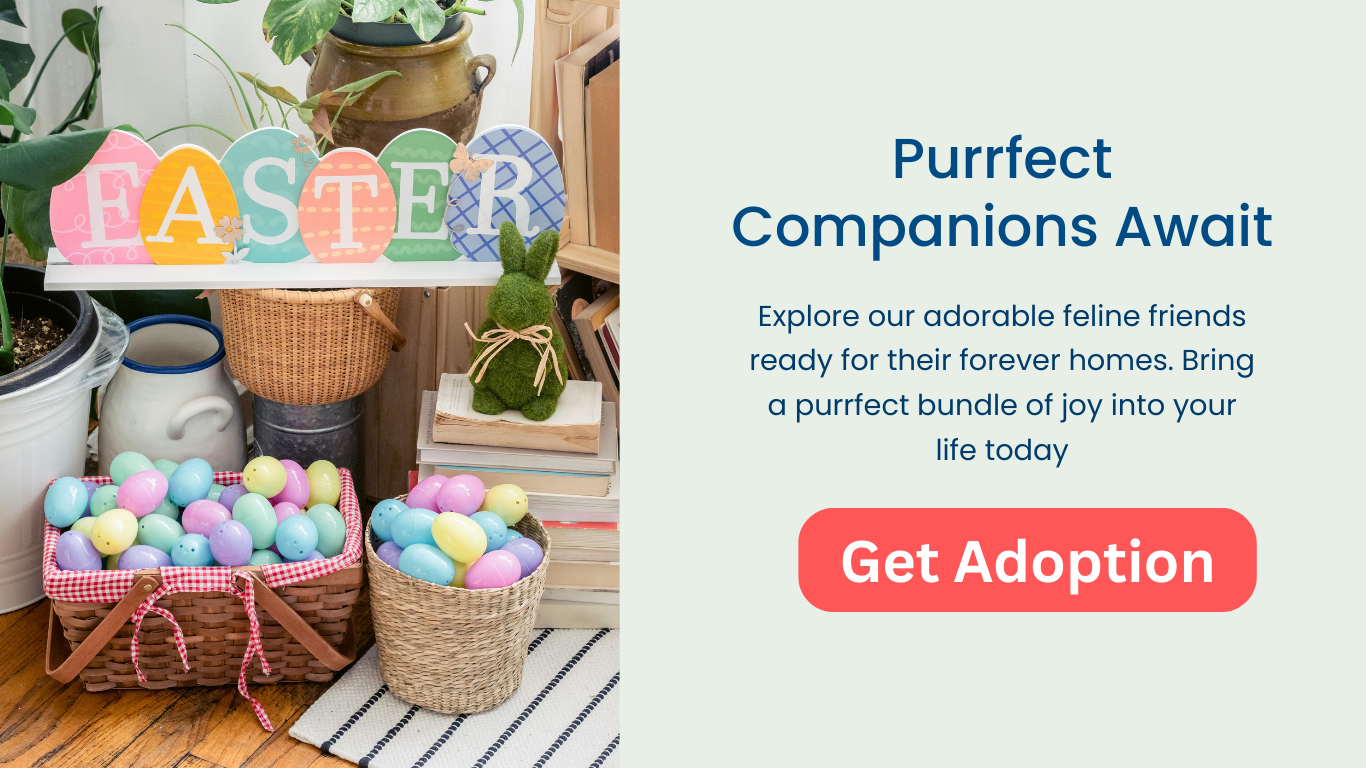 EASTER
Purrfect
Companions Await
Explore our adorable feline friends
ready for their forever homes. Bring
a purrfect bundle of joy into your
life today
Get Adoption